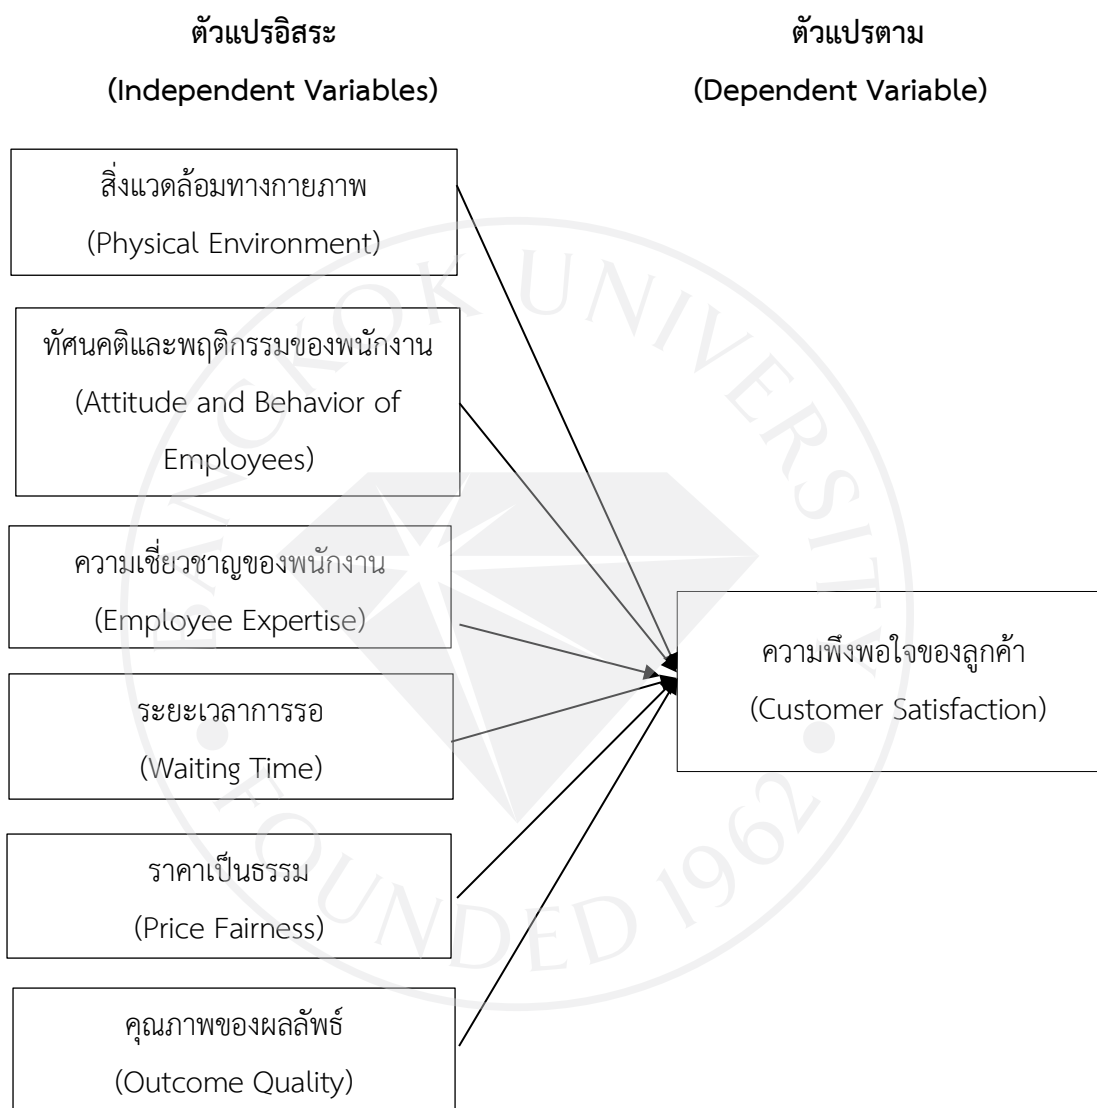 ตัวแปรอิสระ
(Independent Variables)
ตัวแปรตาม
(Dependent Variable)
สิ่งแวดล้อมทางกายภาพ
(Physical Environment)
ทัศนคติและพฤติกรรมของพนักงาน
(Attitude and Behavior of
Employees)
ความเชี่ยวชาญของพนักงาน
(Employee Expertise)
ระยะเวลาการรอ
(Waiting Time)
ราคาเป็นธรรม
(Price Fairness)
คุณภาพของผลลัพธ์
(Outcome Quality)
ความพึงพอใจของลูกค้า
(Customer Satisfaction)
BANGKOK UNIVERSITY
FOUNDED 1962